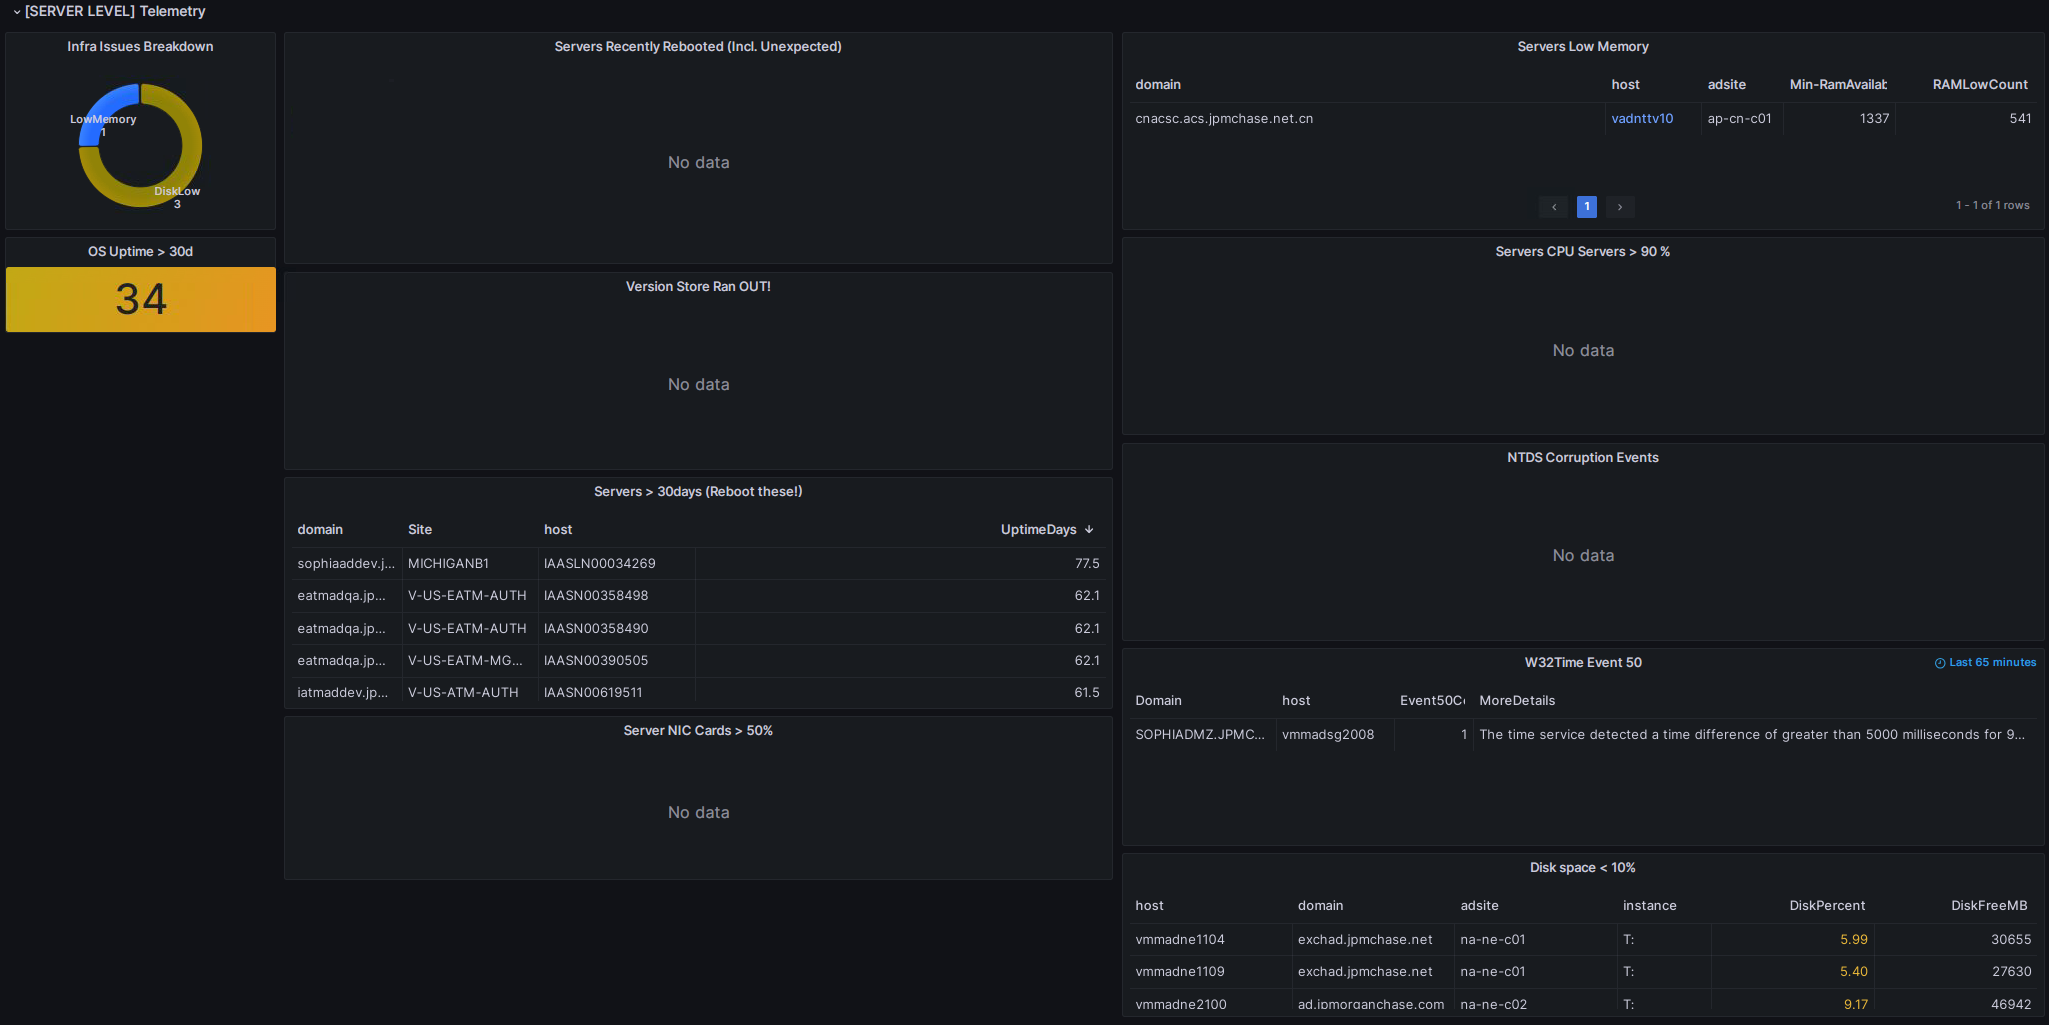 [SERVER LEVEL] Telemetry
Infra Issues Breakdown
LowMemory
1
DiskLow
3
OS Uptime > 30d
34
Servers Recently Rebooted (Incl. Unexpected)
No data
Version Store Ran OUT!
No data
Servers > 30days (Reboot these!)
domain Site host UptimeDays
sophiaaddev.j... MICHIGANB1 IAASLN00034269 77.5
eatmadqa.jp... V-US-EATM-AUTH IAASN00358498 62.1
eatmadqa.jp... V-US-EATM-AUTH IAASN00358490 62.1
eatmadqa.jp... V-US-EATM-MG... IAASN00390505 62.1
iatmaddev.jp... V-US-ATM-AUTH IAASN00619511 61.5
Server NIC Cards > 50%
No data
Servers Low Memory
domain host adsite Min-RamAvailab RAMLowCount
cnacsc.acs.jpmchase.net.cn vadnttv10 ap-cn-c01 1337 541
1
1 - 1 of 1 rows
Servers CPU Servers > 90 %
No data
NTDS Corruption Events
No data
W32Time Event 50
Last 65 minutes
Domain host Event50Co MoreDetails
SOPHIADMZ.JPMC... vmmadsg2008 1 The time service detected a time difference of greater than 5000 milliseconds for 9...
Disk space < 10%
host domain adsite instance DiskPercent DiskFreeMB
vmmadne1104 exchad.jpmchase.net na-ne-c01 T: 5.99 30655
vmmadne1109 exchad.jpmchase.net na-ne-c01 T: 5.40 27630
vmmadne2100 ad.jpmorganchase.com na-ne-c02 T: 9.17 46942